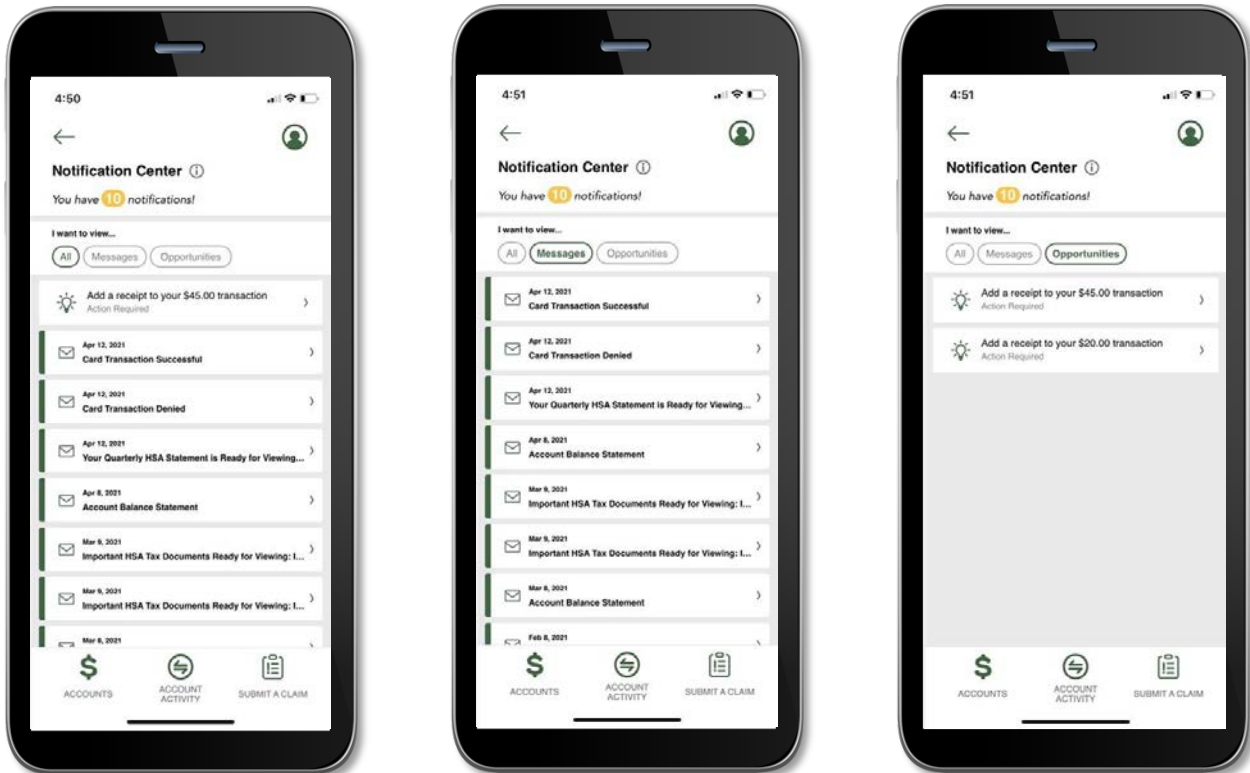 4:50
Notification Center
You have 10 notifications!
I want to view...
All Messages Opportunities
Add a receipt to your $45.00 transaction
Action Required
Apr 12, 2021
Card Transaction Successful
Apr 12, 2021
Card Transaction Denied
Apr 12, 2021
Your Quarterly HSA Statement is Ready for Viewing...
Apr 8, 2021
Account Balance Statement
Mar 9, 2021
Important HSA Tax Documents Ready for Viewing: I...
Mar 9, 2021
Important HSA Tax Documents Ready for Viewing: I...
Mar 8, 2021
ACCOUNTS
ACCOUNT
ACTIVITY
SUBMIT A CLAIM
4:51
Notification Center
You have 10 notifications!
I want to view...
All Messages Opportunities
Apr 12, 2021
Card Transaction Successful
Apr 12, 2021
Card Transaction Denied
Apr 12, 2021
Your Quarterly HSA Statement is Ready for Viewing...
Apr 8, 2021
Account Balance Statement
Mar 9, 2021
Important HSA Tax Documents Ready for Viewing: I...
Mar 9, 2021
Important HSA Tax Documents Ready for Viewing: I...
Mar 8, 2021
Account Balance Statement
Feb 8, 2021
ACCOUNTS
ACCOUNT
ACTIVITY
SUBMIT A CLAIM
4:51
Notification Center
You have 10 notifications!
I want to view...
All Messages Opportunities
Add a receipt to your $45.00 transaction
Action Required
Add a receipt to your $20.00 transaction
Action Required
ACCOUNTS
ACCOUNT
ACTIVITY
SUBMIT A CLAIM